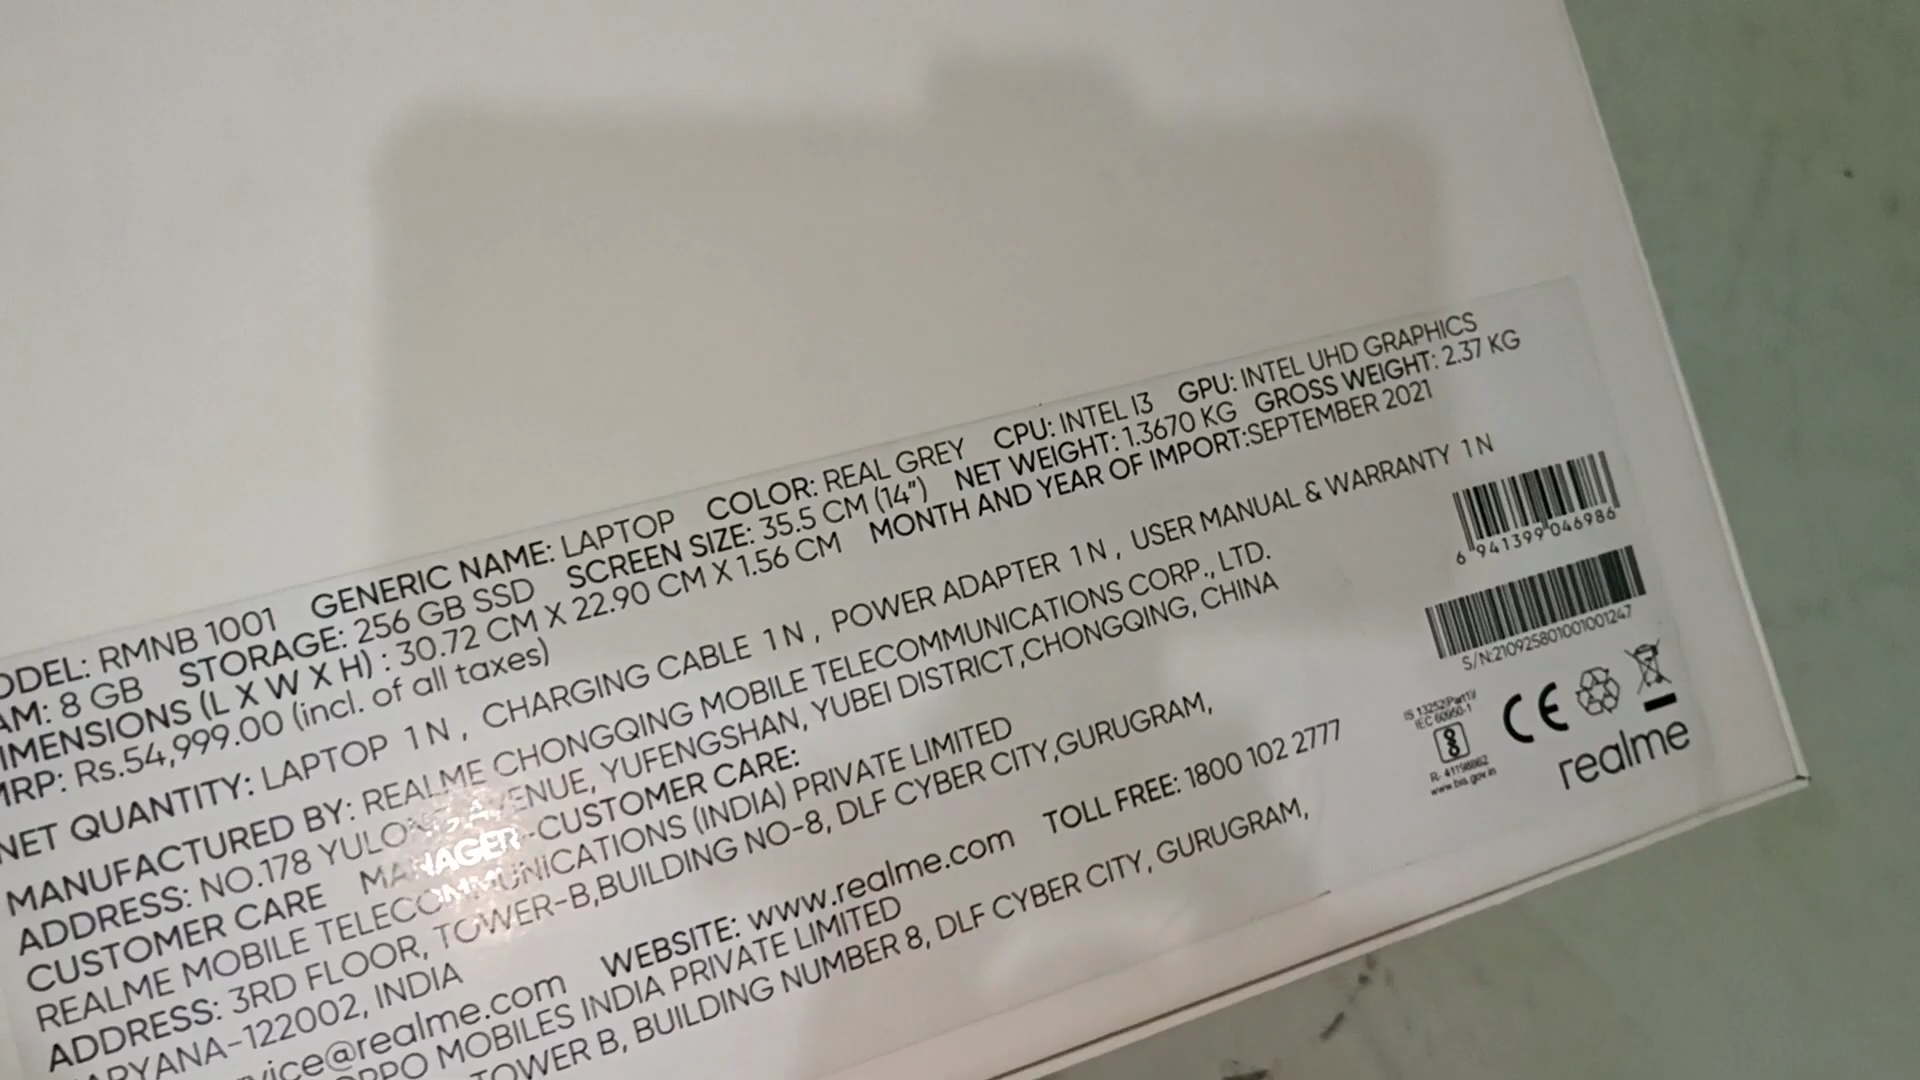 ODEL: RMNB 1001 GENERIC NAME: LAPTOP COLOR: REAL GREY CPU: INTEL I3 GPU: INTEL UHD GRAPHICS
AM: 8 GB STORAGE: 256 GB SSD SCREEN SIZE: 35.5 CM (14") NET WEIGHT: 1.3670 KG GROSS WEIGHT: 2.37 KG
IMENSIONS (L X W X H) : 30.72 CM X 22.90 CM X 1.56 CM MONTH AND YEAR OF IMPORT:SEPTEMBER 2021
MRP: Rs.54,999.00 (incl. of all taxes)
NET QUANTITY: LAPTOP 1 N , CHARGING CABLE 1 N , POWER ADAPTER 1 N , USER MANUAL & WARRANTY 1 N
MANUFACTURED BY: REALME CHONGQING MOBILE TELECOMMUNICATIONS CORP., LTD.
ADDRESS: NO.178 YULONG AVENUE, YUFENGSHAN, YUBEI DISTRICT,CHONGQING, CHINA
CUSTOMER CARE MANAGER-CUSTOMER CARE:
REALME MOBILE TELECOMMUNICATIONS (INDIA) PRIVATE LIMITED
ADDRESS: 3RD FLOOR, TOWER-B,BUILDING NO-8, DLF CYBER CITY,GURUGRAM,
ARYANA-122002, INDIA
vice@realme.com WEBSITE: www.realme.com TOLL FREE: 1800 102 2777
OPPO MOBILES INDIA PRIVATE LIMITED
TOWER B, BUILDING NUMBER 8, DLF CYBER CITY, GURUGRAM,
6 941399 046986
S/N:210925801001001247
IS 13252(Part1)/
IEC 60950-1
R- 41198862
www.bis.gov.in
CE
realme